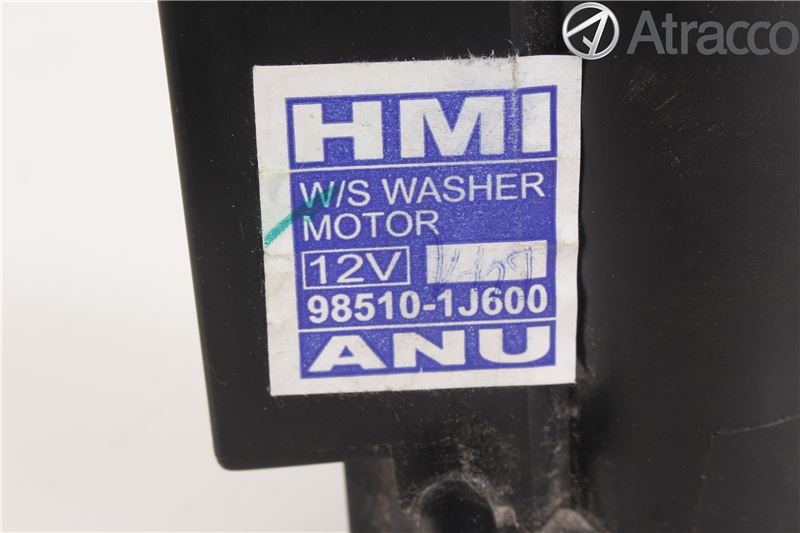 Atracco
HMI
W/S WASHER
MOTOR
12V
98510-1J600
ANU